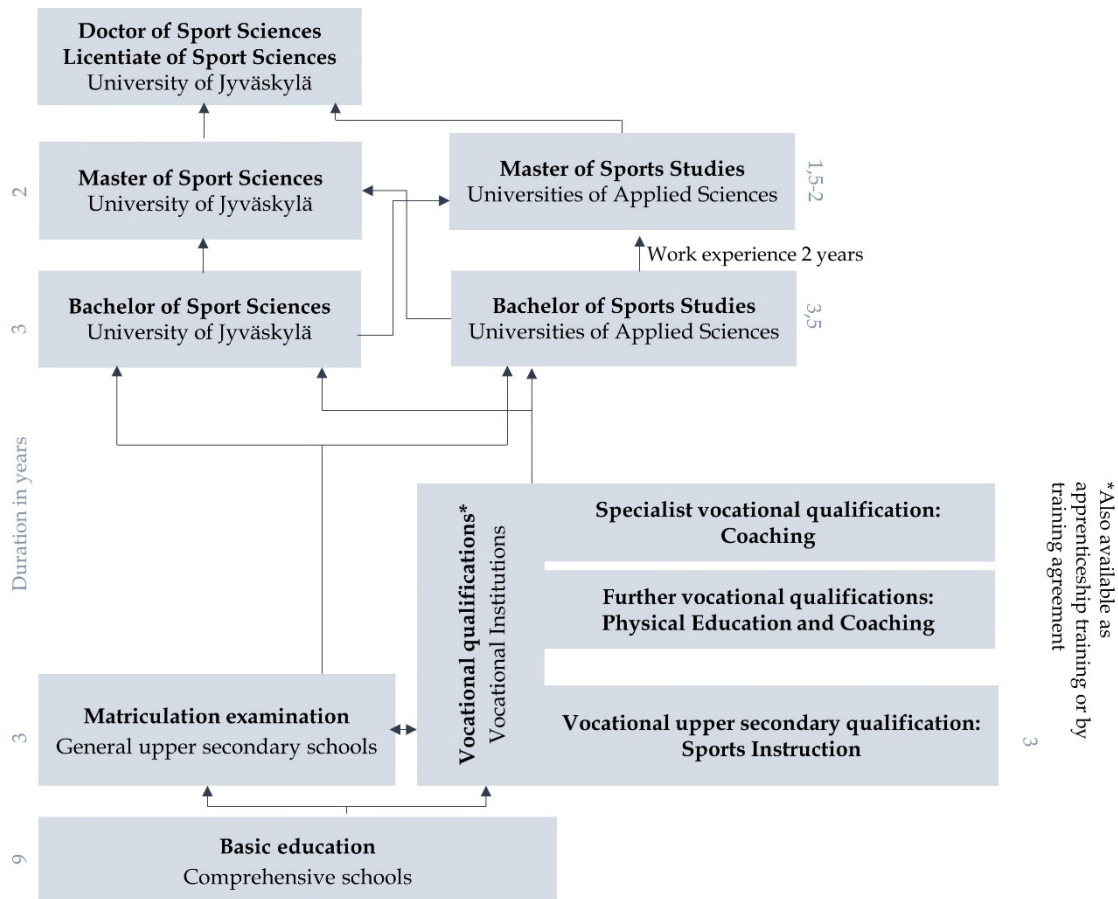 Doctor of Sport Sciences
Licentiate of Sport Sciences
University of Jyväskylä
Master of Sport Sciences
University of Jyväskylä
2
Master of Sports Studies
Universities of Applied Sciences
1,5-2
Work experience 2 years
Bachelor of Sport Sciences
University of Jyväskylä
3
Bachelor of Sports Studies
Universities of Applied Sciences
3,5
Duration in years
Vocational qualifications*
Vocational Institutions
Specialist vocational qualification:
Coaching
Further vocational qualifications:
Physical Education and Coaching
Vocational upper secondary qualification:
Sports Instruction
3
*Also available as
apprenticeship training or by
training agreement
Matriculation examination
General upper secondary schools
3
Basic education
Comprehensive schools
9